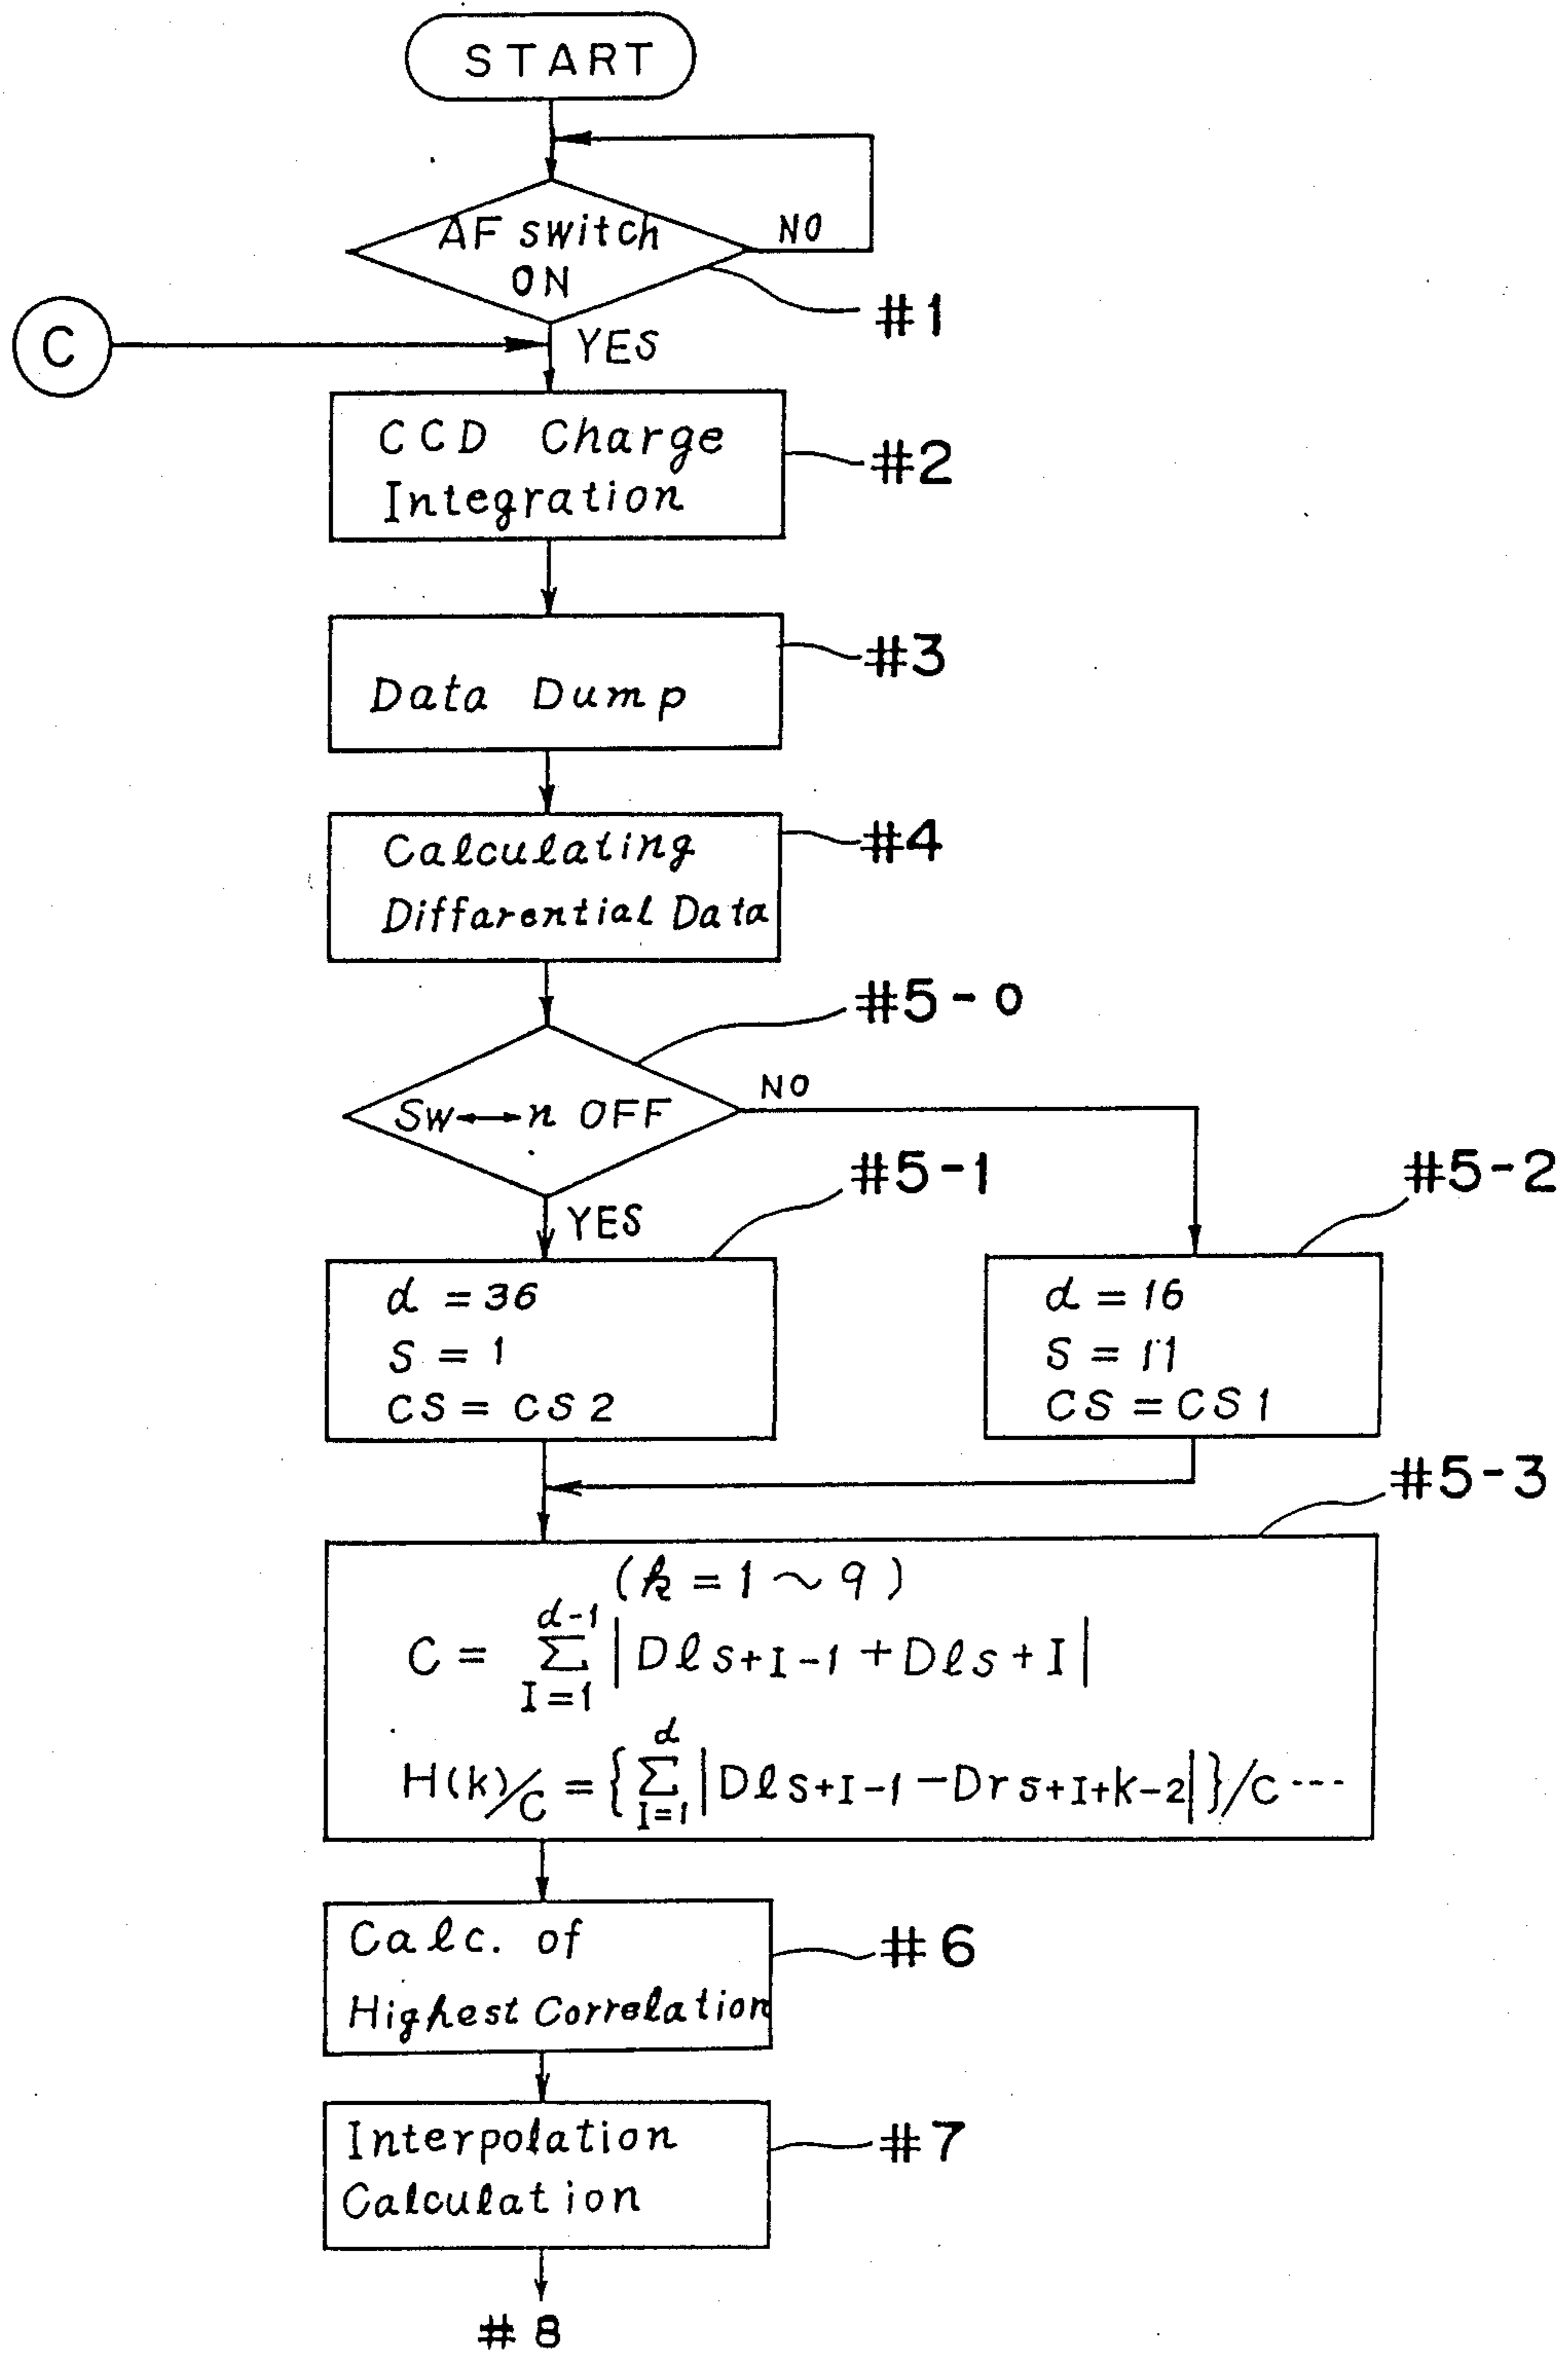 START
AF switch
ON
NO
#1
C
YES
CCD Charge
Integration
#2
Data Dump
#3
Calculating
Differential Data
#4
#5-0
Sw↔n OFF
NO
YES
#5-1
#5-2
d = 36
S = 1
CS = CS2
d = 16
S = 11
CS = CS1
#5-3
(k = 1 ~ 9)
C = Σ_{I=1}^{d-1} | Dℓs+I-1 + Dℓs+I |
H(k)/C = { Σ_{I=1}^{d} | Dℓs+I-1 - Drs+I+k-2 | }/C ---
Calc. of
Highest Correlation
#6
Interpolation
Calculation
#7
#8